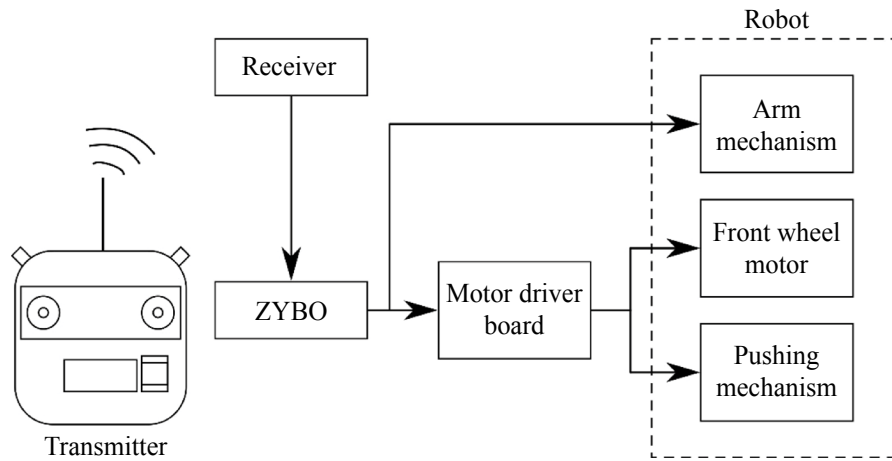 Robot
Receiver
Arm
mechanism
Front wheel
motor
ZYBO
Motor driver
board
Pushing
mechanism
Transmitter